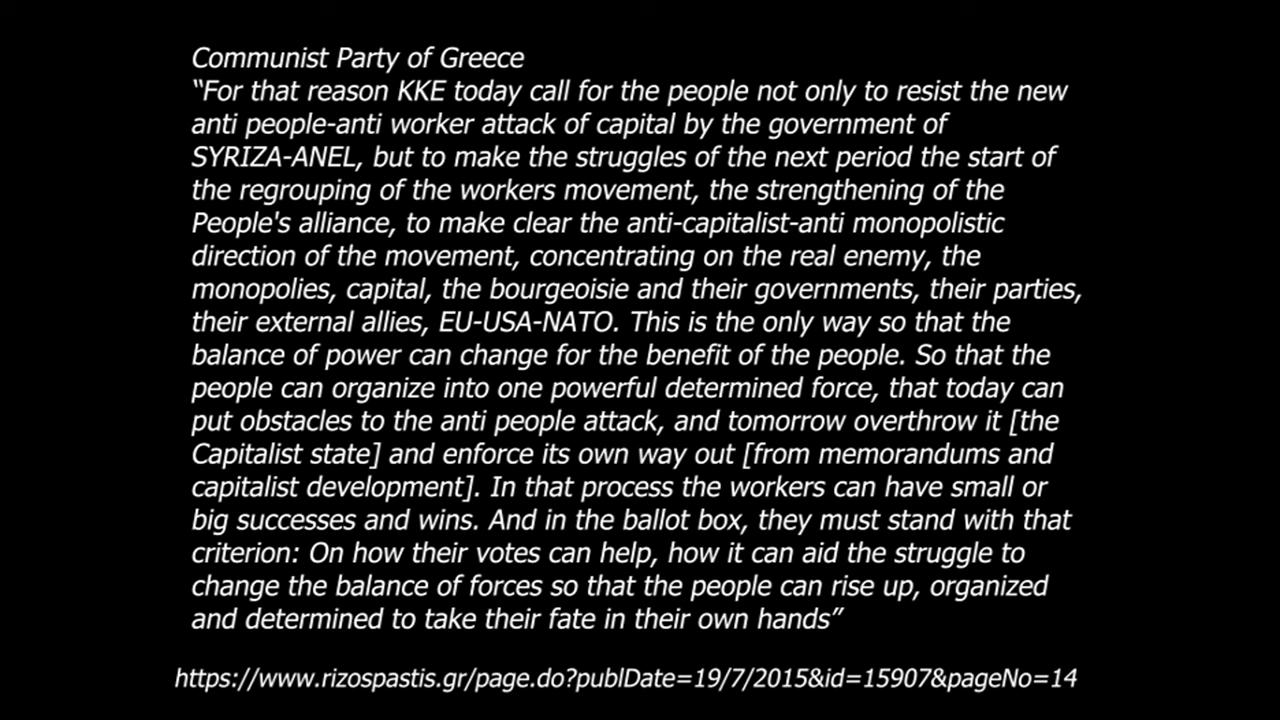 Communist Party of Greece
“For that reason KKE today call for the people not only to resist the new
anti people-anti worker attack of capital by the government of
SYRIZA-ANEL, but to make the struggles of the next period the start of
the regrouping of the workers movement, the strengthening of the
People's alliance, to make clear the anti-capitalist-anti monopolistic
direction of the movement, concentrating on the real enemy, the
monopolies, capital, the bourgeoisie and their governments, their parties,
their external allies, EU-USA-NATO. This is the only way so that the
balance of power can change for the benefit of the people. So that the
people can organize into one powerful determined force, that today can
put obstacles to the anti people attack, and tomorrow overthrow it [the
Capitalist state] and enforce its own way out [from memorandums and
capitalist development]. In that process the workers can have small or
big successes and wins. And in the ballot box, they must stand with that
criterion: On how their votes can help, how it can aid the struggle to
change the balance of forces so that the people can rise up, organized
and determined to take their fate in their own hands”
https://www.rizospastis.gr/page.do?publDate=19/7/2015&id=15907&pageNo=14